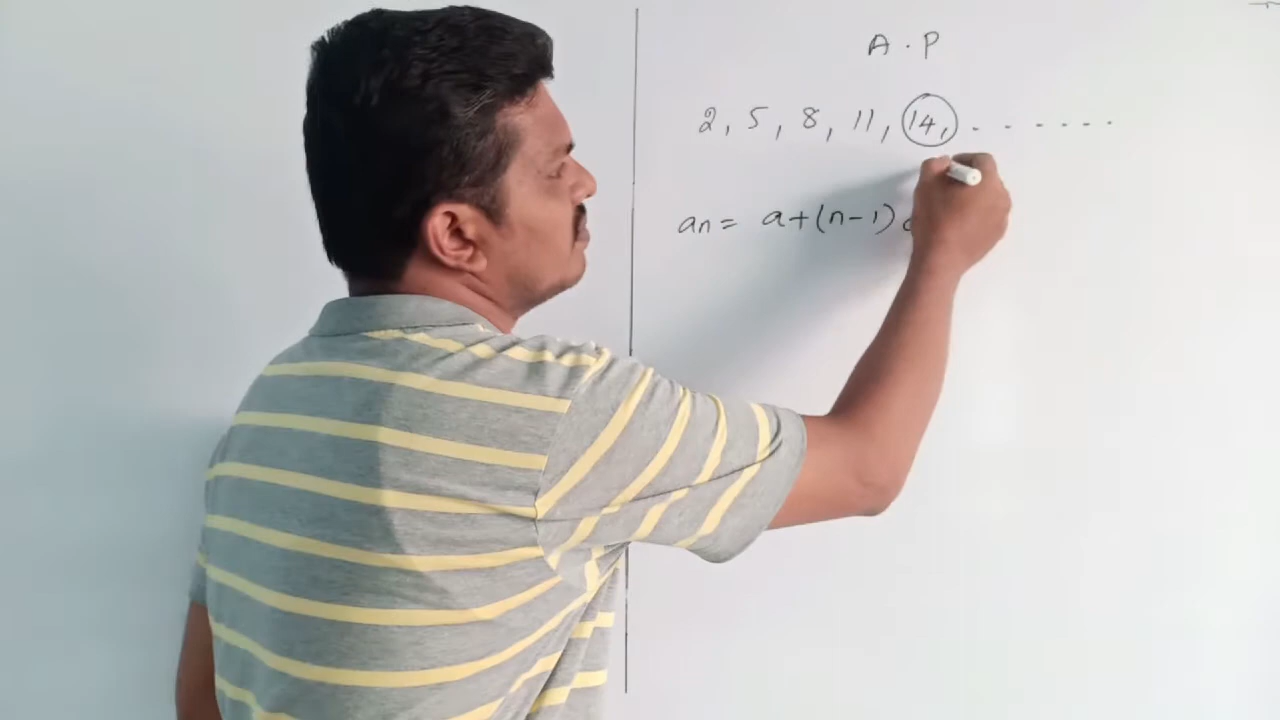 A.P
2, 5, 8, 11, 14, . . . . . .
an = a+(n-1)